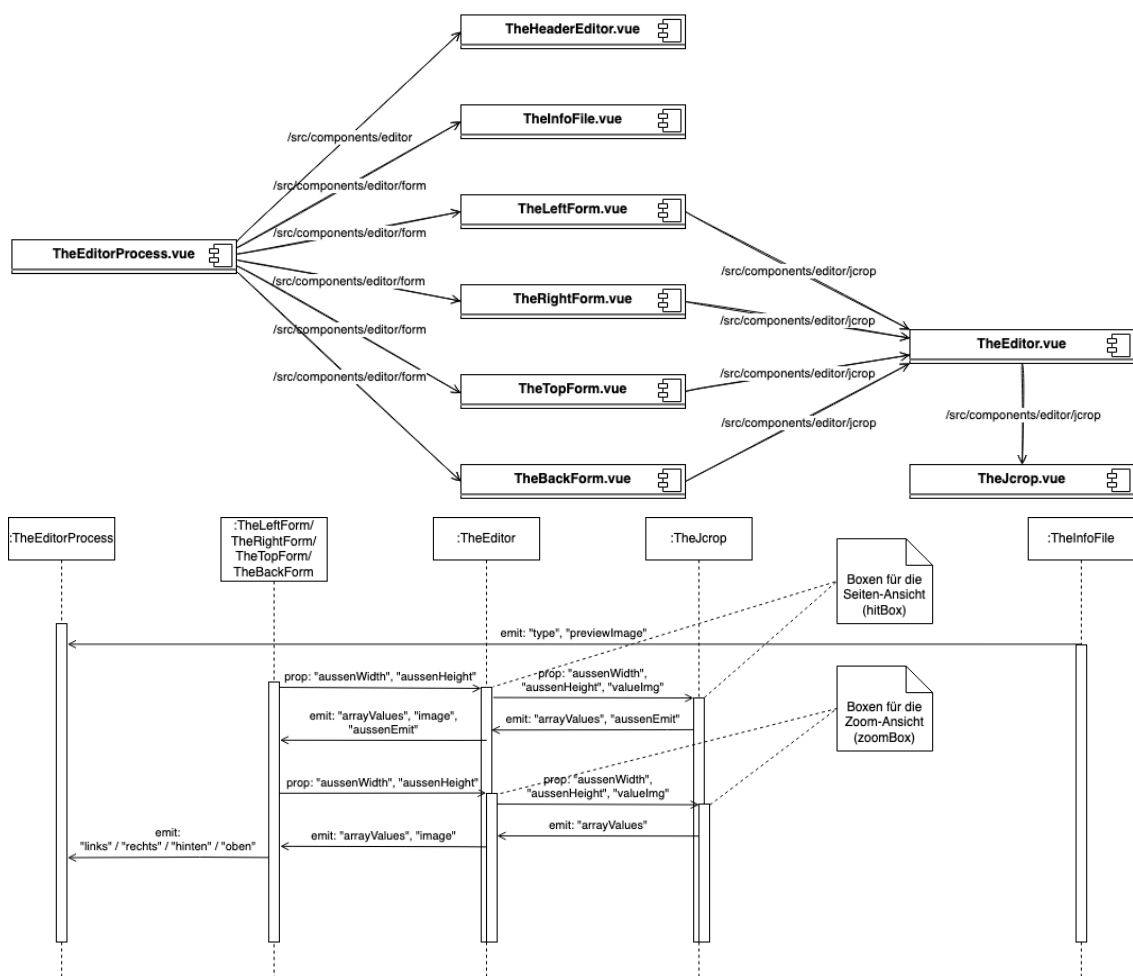 TheHeaderEditor.vue
TheInfoFile.vue
/src/components/editor
/src/components/editor/form
TheLeftForm.vue
/src/components/editor/form
TheEditorProcess.vue
/src/components/editor/jcrop
/src/components/editor/form
TheRightForm.vue
/src/components/editor/jcrop
/src/components/editor/form
TheEditor.vue
/src/components/editor/form
TheTopForm.vue
/src/components/editor/jcrop
/src/components/editor/jcrop
/src/components/editor/jcrop
TheBackForm.vue
TheJcrop.vue
:TheEditorProcess
:TheLeftForm/
TheRightForm/
TheTopForm/
TheBackForm
:TheEditor
:TheJcrop
:TheInfoFile
Boxen für die
Seiten-Ansicht
(hitBox)
emit: "type", "previewImage"
prop: "aussenWidth", "aussenHeight"
prop: "aussenWidth",
"aussenHeight", "valueImg"
emit: "arrayValues", "image",
"aussenEmit"
emit: "arrayValues", "aussenEmit"
Boxen für die
Zoom-Ansicht
(zoomBox)
prop: "aussenWidth", "aussenHeight"
prop: "aussenWidth",
"aussenHeight", "valueImg"
emit: "arrayValues"
emit: "arrayValues", "image"
emit:
"links" / "rechts" / "hinten" / "oben"